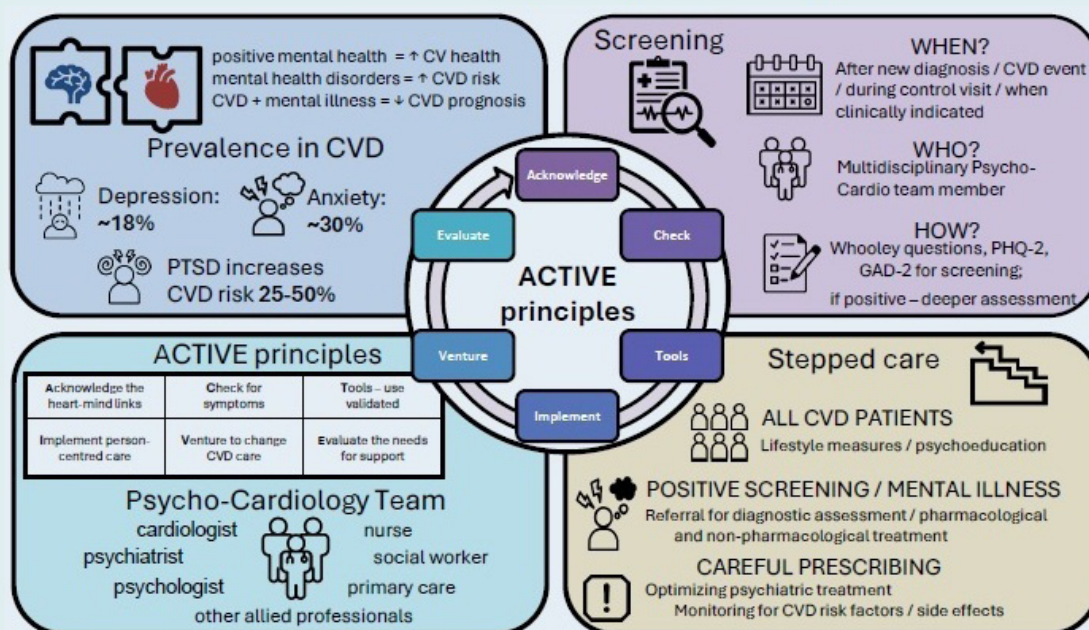 positive mental health = ↑ CV health
mental health disorders = ↑ CVD risk
CVD + mental illness = ↓ CVD prognosis
Prevalence in CVD
Depression:
~18%
Anxiety:
~30%
PTSD increases
CVD risk 25-50%
Screening
WHEN?
After new diagnosis / CVD event
/ during control visit / when
clinically indicated
WHO?
Multidisciplinary Psycho-
Cardio team member
HOW?
Whooley questions, PHQ-2,
GAD-2 for screening;
if positive – deeper assessment
Acknowledge
Check
Tools
Implement
Venture
Evaluate
ACTIVE
principles
ACTIVE principles
Acknowledge the
heart-mind links
Check for
symptoms
Tools – use
validated
Implement person-
centred care
Venture to change
CVD care
Evaluate the needs
for support
Psycho-Cardiology Team
cardiologist
psychiatrist
psychologist
nurse
social worker
primary care
other allied professionals
Stepped care
ALL CVD PATIENTS
Lifestyle measures / psychoeducation
POSITIVE SCREENING / MENTAL ILLNESS
Referral for diagnostic assessment / pharmacological
and non-pharmacological treatment
CAREFUL PRESCRIBING
Optimizing psychiatric treatment
Monitoring for CVD risk factors / side effects